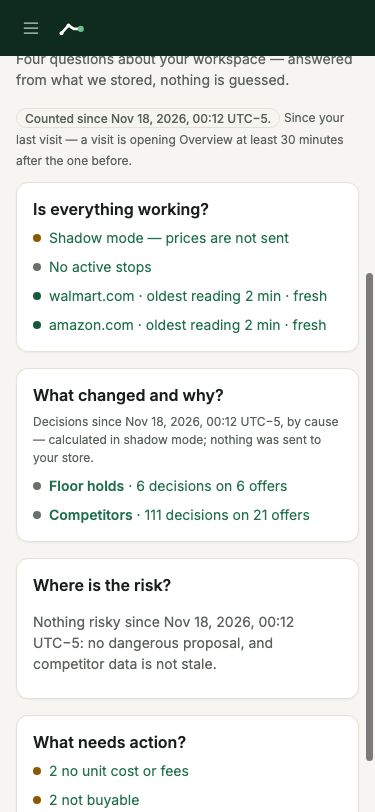 Four questions about your workspace — answered
from what we stored, nothing is guessed.
Counted since Nov 18, 2026, 00:12 UTC−5. Since your
last visit — a visit is opening Overview at least 30 minutes
after the one before.
Is everything working?
Shadow mode — prices are not sent
No active stops
walmart.com · oldest reading 2 min · fresh
amazon.com · oldest reading 2 min · fresh
What changed and why?
Decisions since Nov 18, 2026, 00:12 UTC−5, by cause
— calculated in shadow mode; nothing was sent to
your store.
Floor holds · 6 decisions on 6 offers
Competitors · 111 decisions on 21 offers
Where is the risk?
Nothing risky since Nov 18, 2026, 00:12
UTC−5: no dangerous proposal, and
competitor data is not stale.
What needs action?
2 no unit cost or fees
2 not buyable